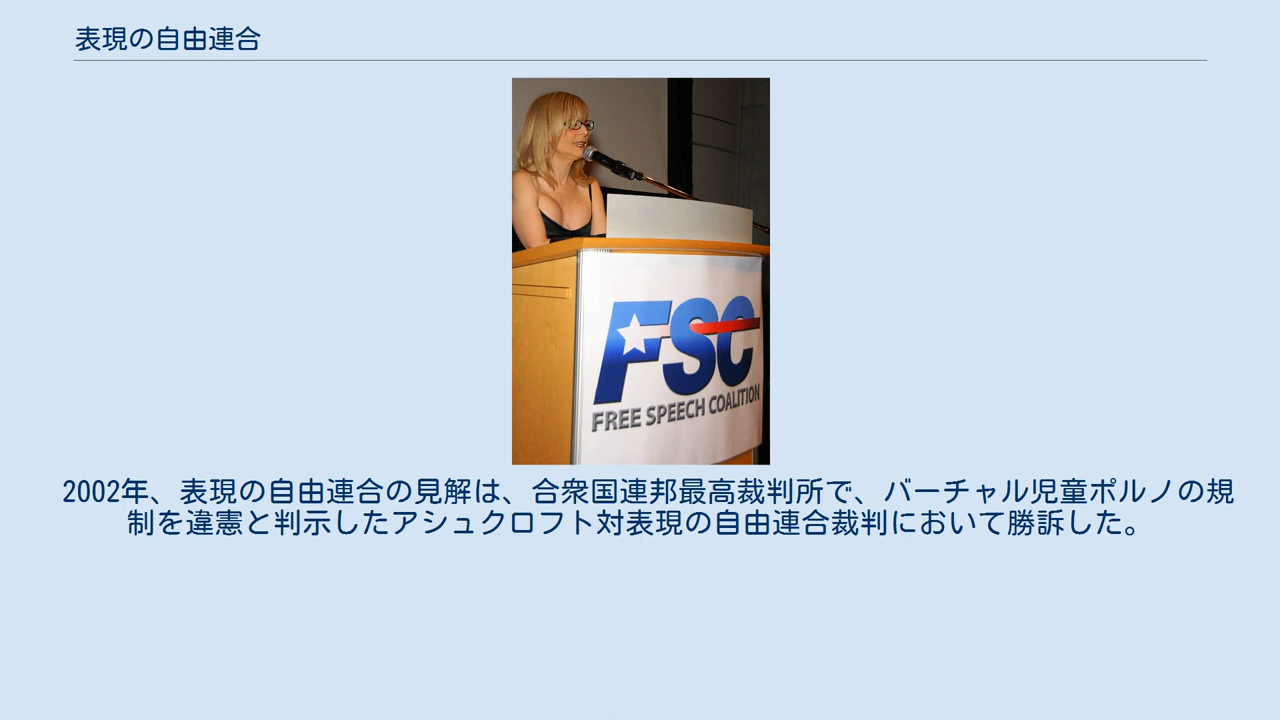 表現の自由連合
FSC
FREE SPEECH COALITION
2002年、表現の自由連合の見解は、合衆国連邦最高裁判所で、バーチャル児童ポルノの規
制を違憲と判示したアシュクロフト対表現の自由連合裁判において勝訴した。